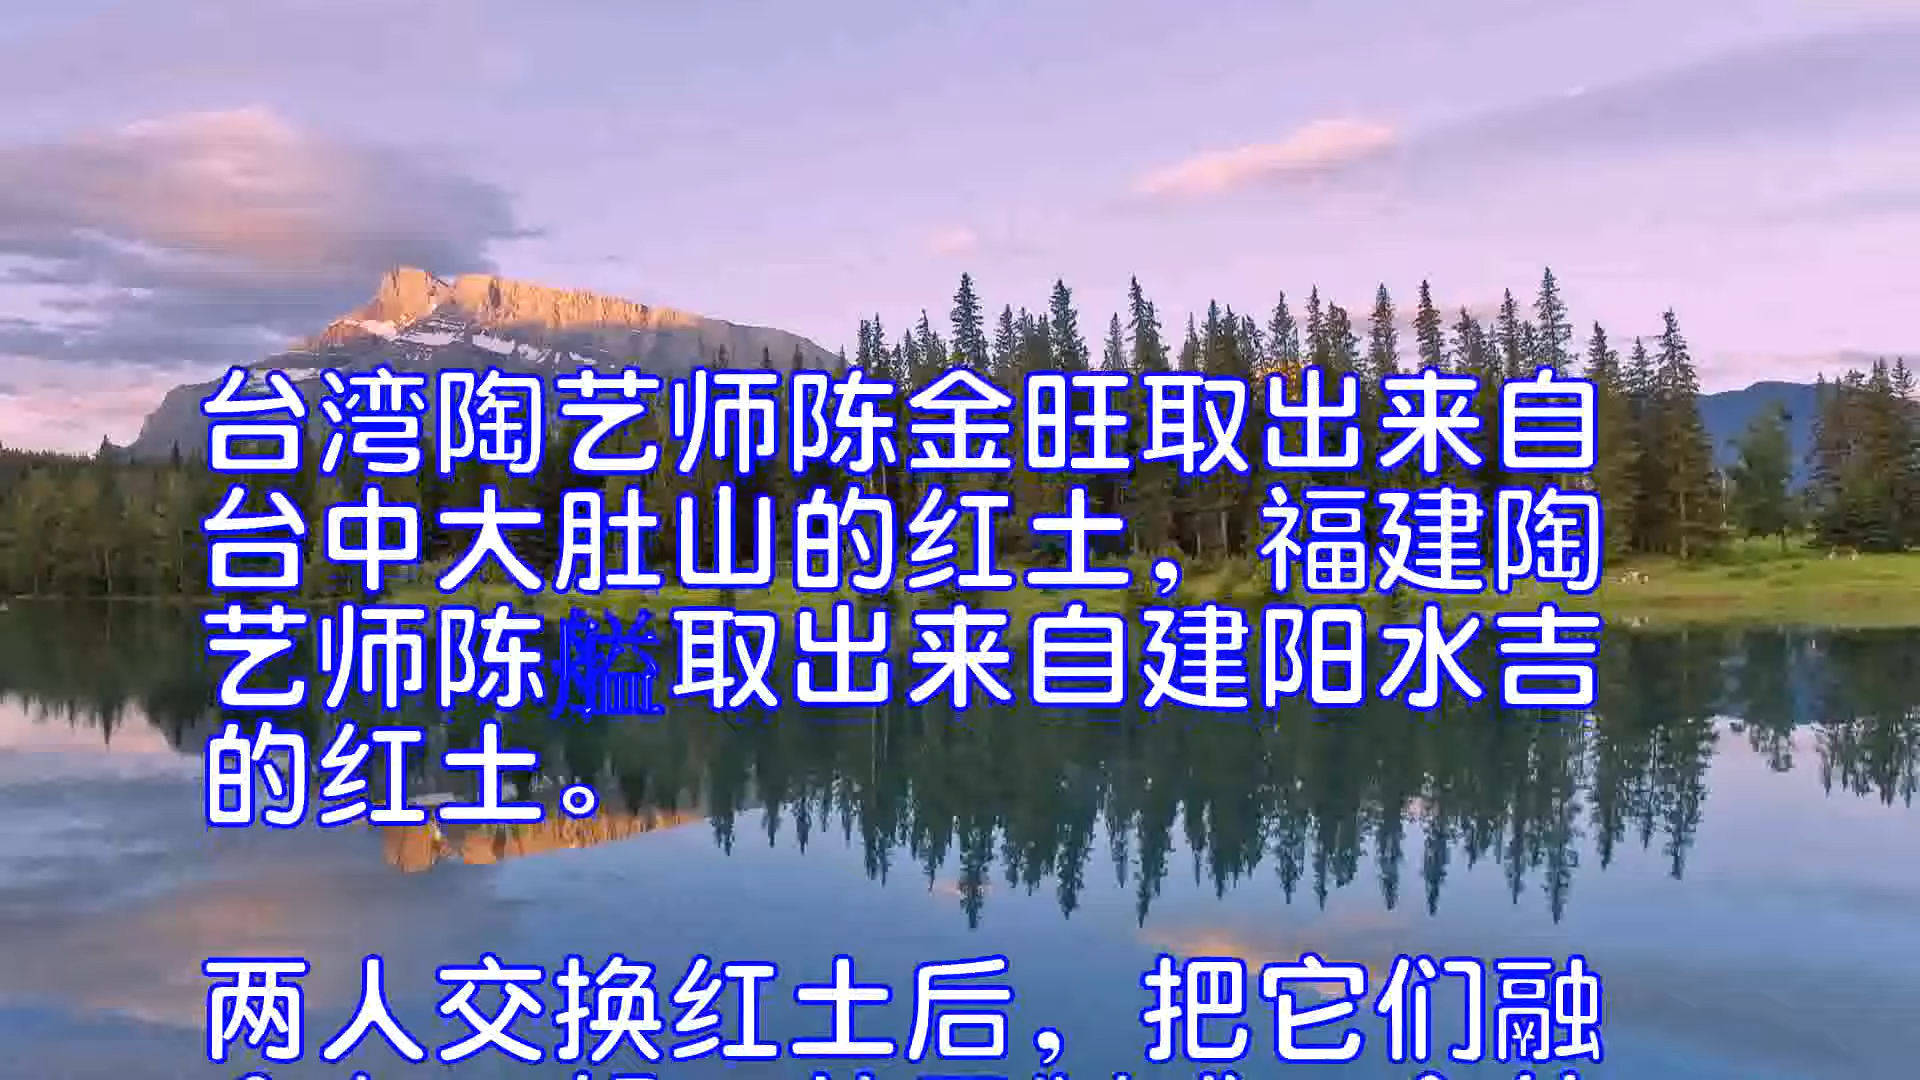 台湾陶艺师陈金旺取出来自
台中大肚山的红土，福建陶
艺师陈取出来自建阳水吉
的红土。
两人交换红土后，把它们融